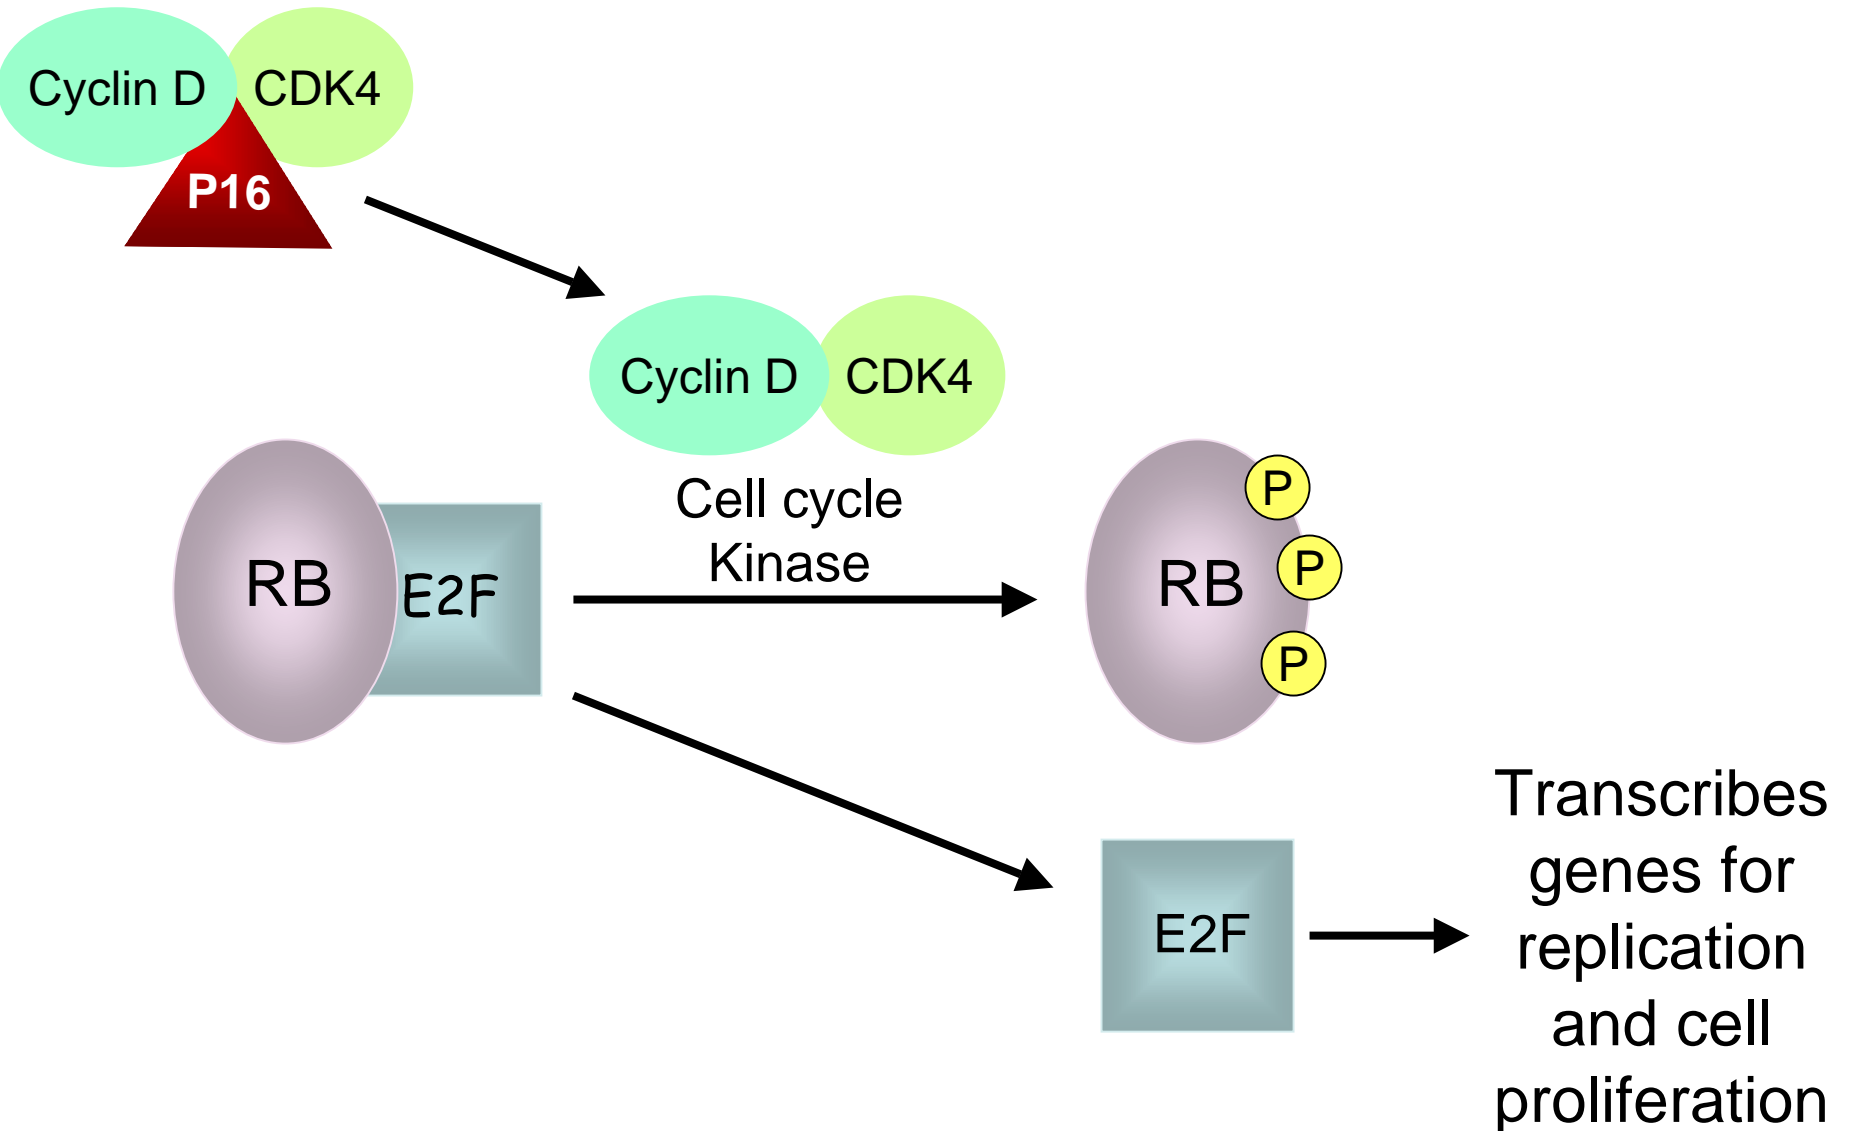 Cyclin D CDK4
P16
Cyclin D CDK4
Cell cycle
Kinase
RB E2F
RB P
P
P
E2F
Transcribes
genes for
replication
and cell
proliferation